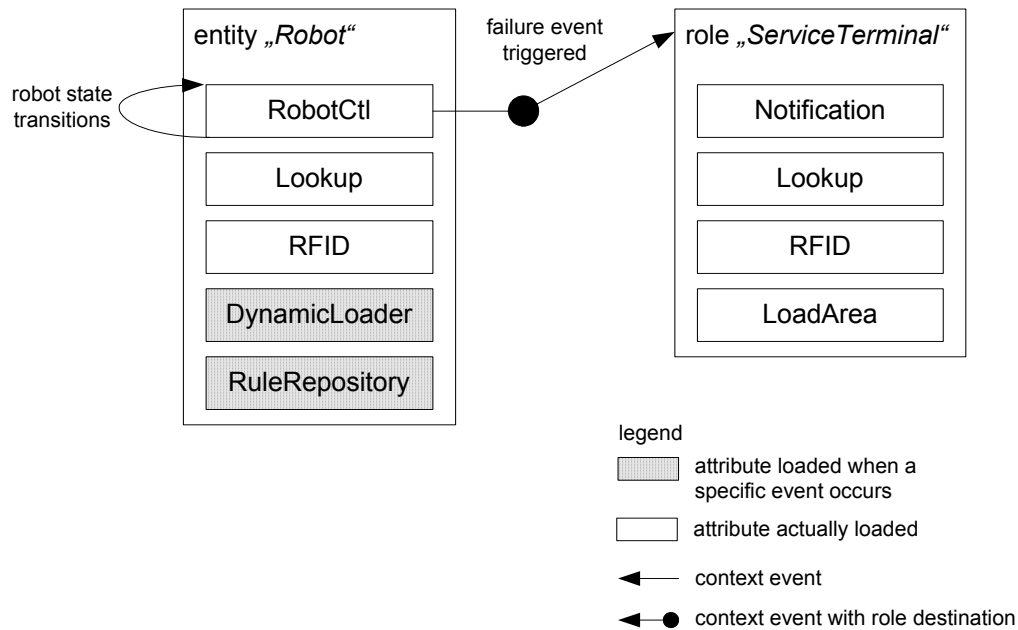 entity „Robot“
robot state
transitions
RobotCtl
Lookup
RFID
DynamicLoader
RuleRepository
failure event
triggered
role „ServiceTerminal“
Notification
Lookup
RFID
LoadArea
legend
attribute loaded when a
specific event occurs
attribute actually loaded
context event
context event with role destination